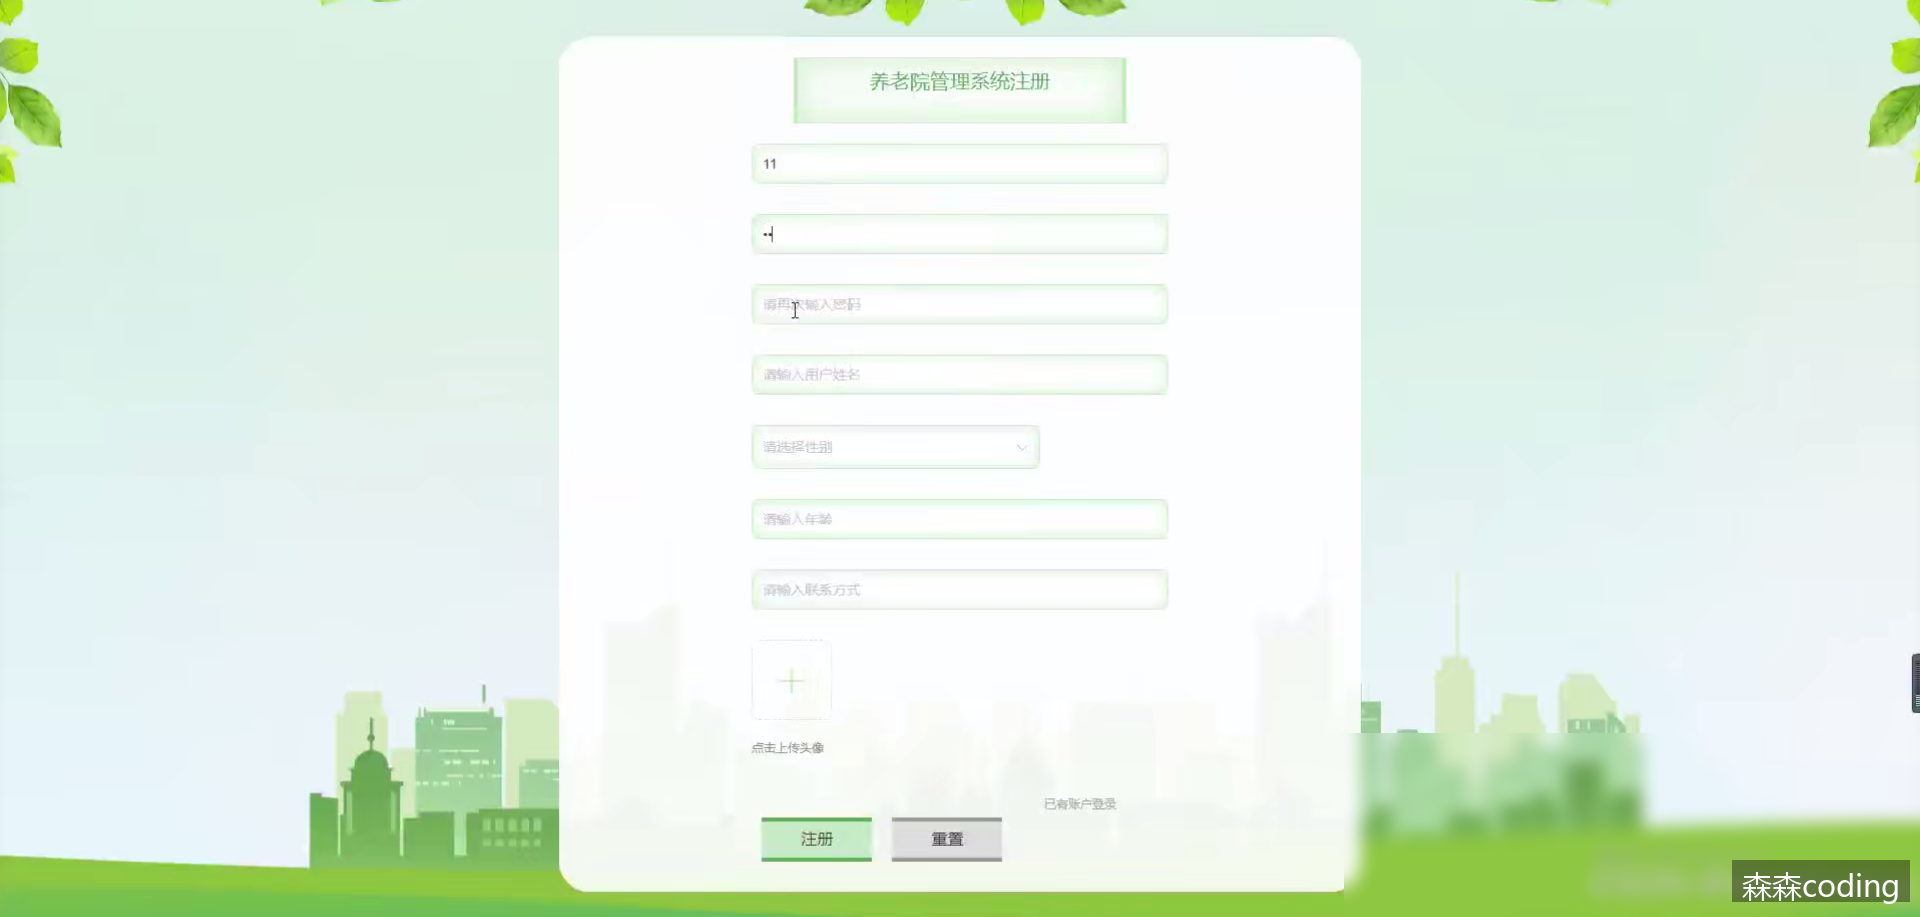 养老院管理系统注册
11
••
请再次输入密码
请输入用户姓名
请选择性别
请输入年龄
请输入联系方式
点击上传头像
已有账户登录
注册
重置
森森coding